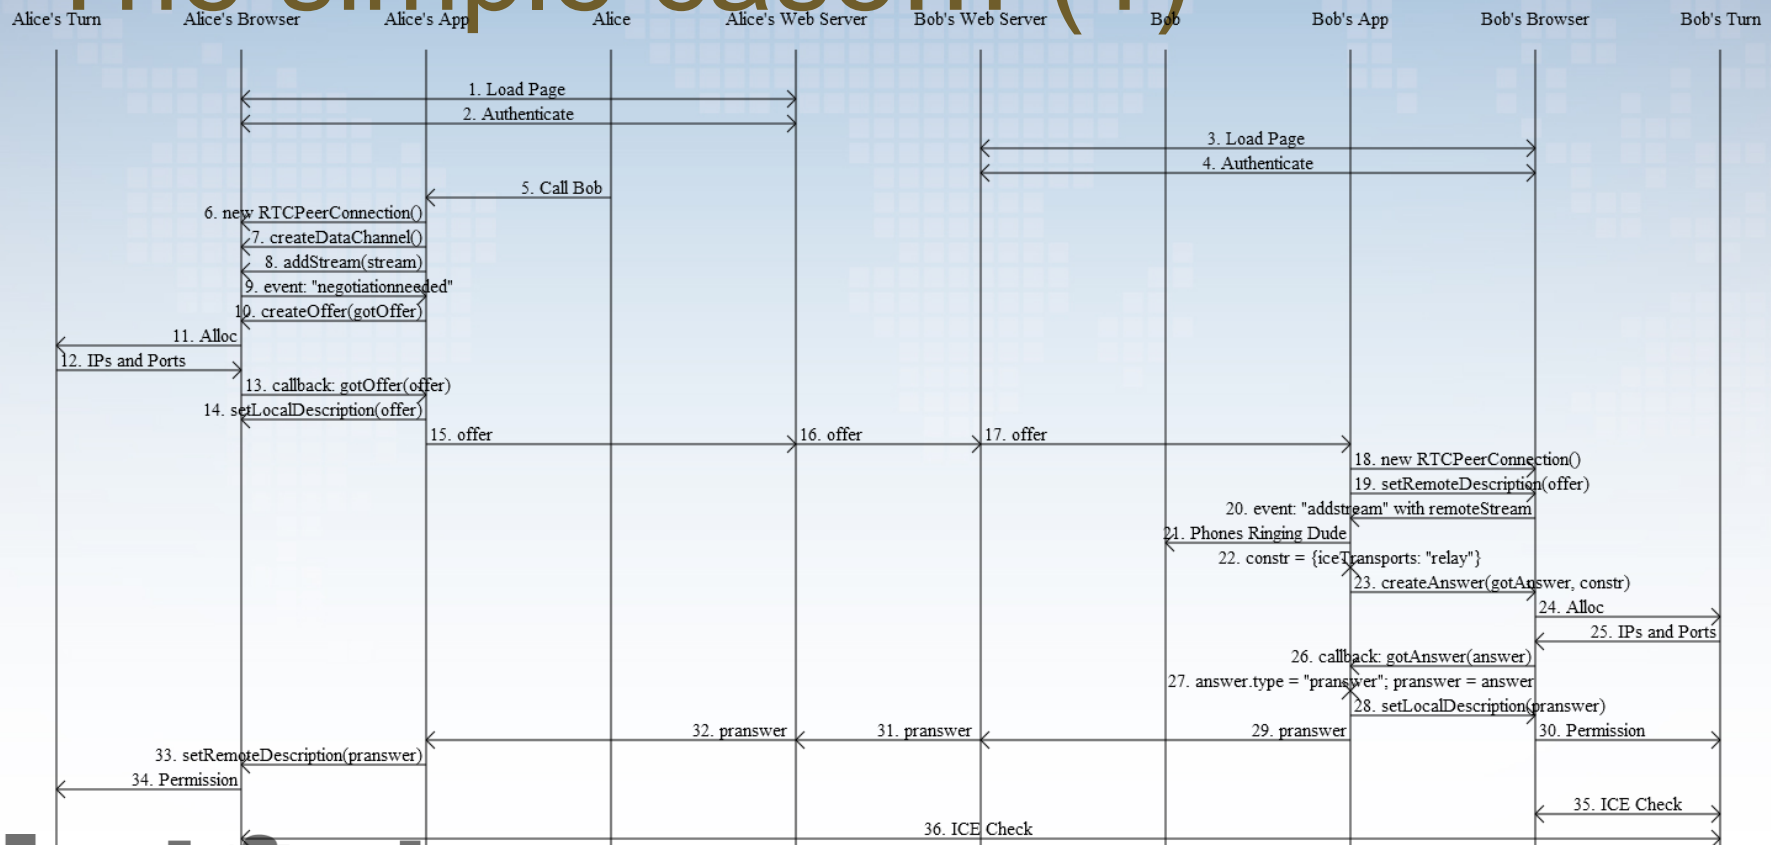 The simple case... (1)
Alice's Turn Alice's Browser Alice's App Alice Alice's Web Server Bob's Web Server Bob Bob's App Bob's Browser Bob's Turn
1. Load Page
2. Authenticate
3. Load Page
4. Authenticate
5. Call Bob
6. new RTCPeerConnection()
7. createDataChannel()
8. addStream(stream)
9. event: "negotiationneeded"
10. createOffer(gotOffer)
11. Alloc
12. IPs and Ports
13. callback: gotOffer(offer)
14. setLocalDescription(offer)
15. offer 16. offer 17. offer
18. new RTCPeerConnection()
19. setRemoteDescription(offer)
20. event: "addstream" with remoteStream
21. Phones Ringing Dude
22. constr = {iceTransports: "relay"}
23. createAnswer(gotAnswer, constr)
24. Alloc
25. IPs and Ports
26. callback: gotAnswer(answer)
27. answer.type = "pranswer"; pranswer = answer
28. setLocalDescription(pranswer)
32. pranswer 31. pranswer 29. pranswer 30. Permission
33. setRemoteDescription(pranswer)
34. Permission
35. ICE Check
36. ICE Check